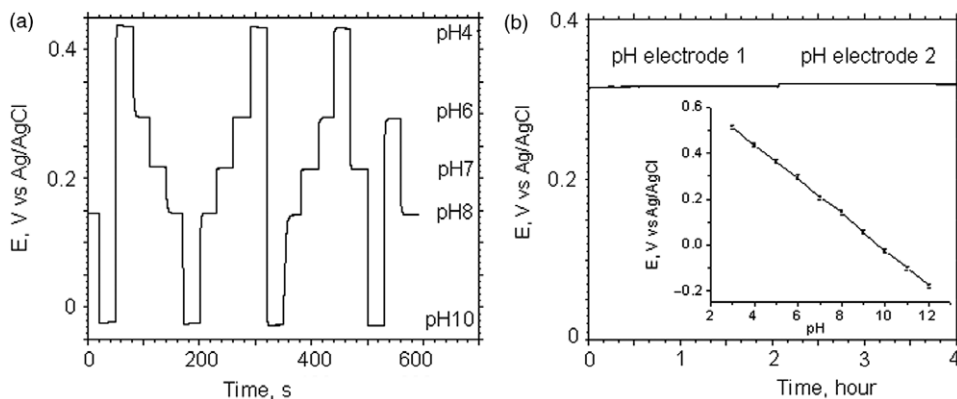 (a)
E, V vs Ag/AgCl
0.4
0.2
0
pH4
pH6
pH7
pH8
pH10
0
200
400
600
Time, s
(b)
E, V vs Ag/AgCl
0.4
0.2
0
pH electrode 1
pH electrode 2
E, V vs Ag/AgCl
0.6
0.4
0.2
0.0
–0.2
2
4
6
8
10
12
pH
0
1
2
3
4
Time, hour